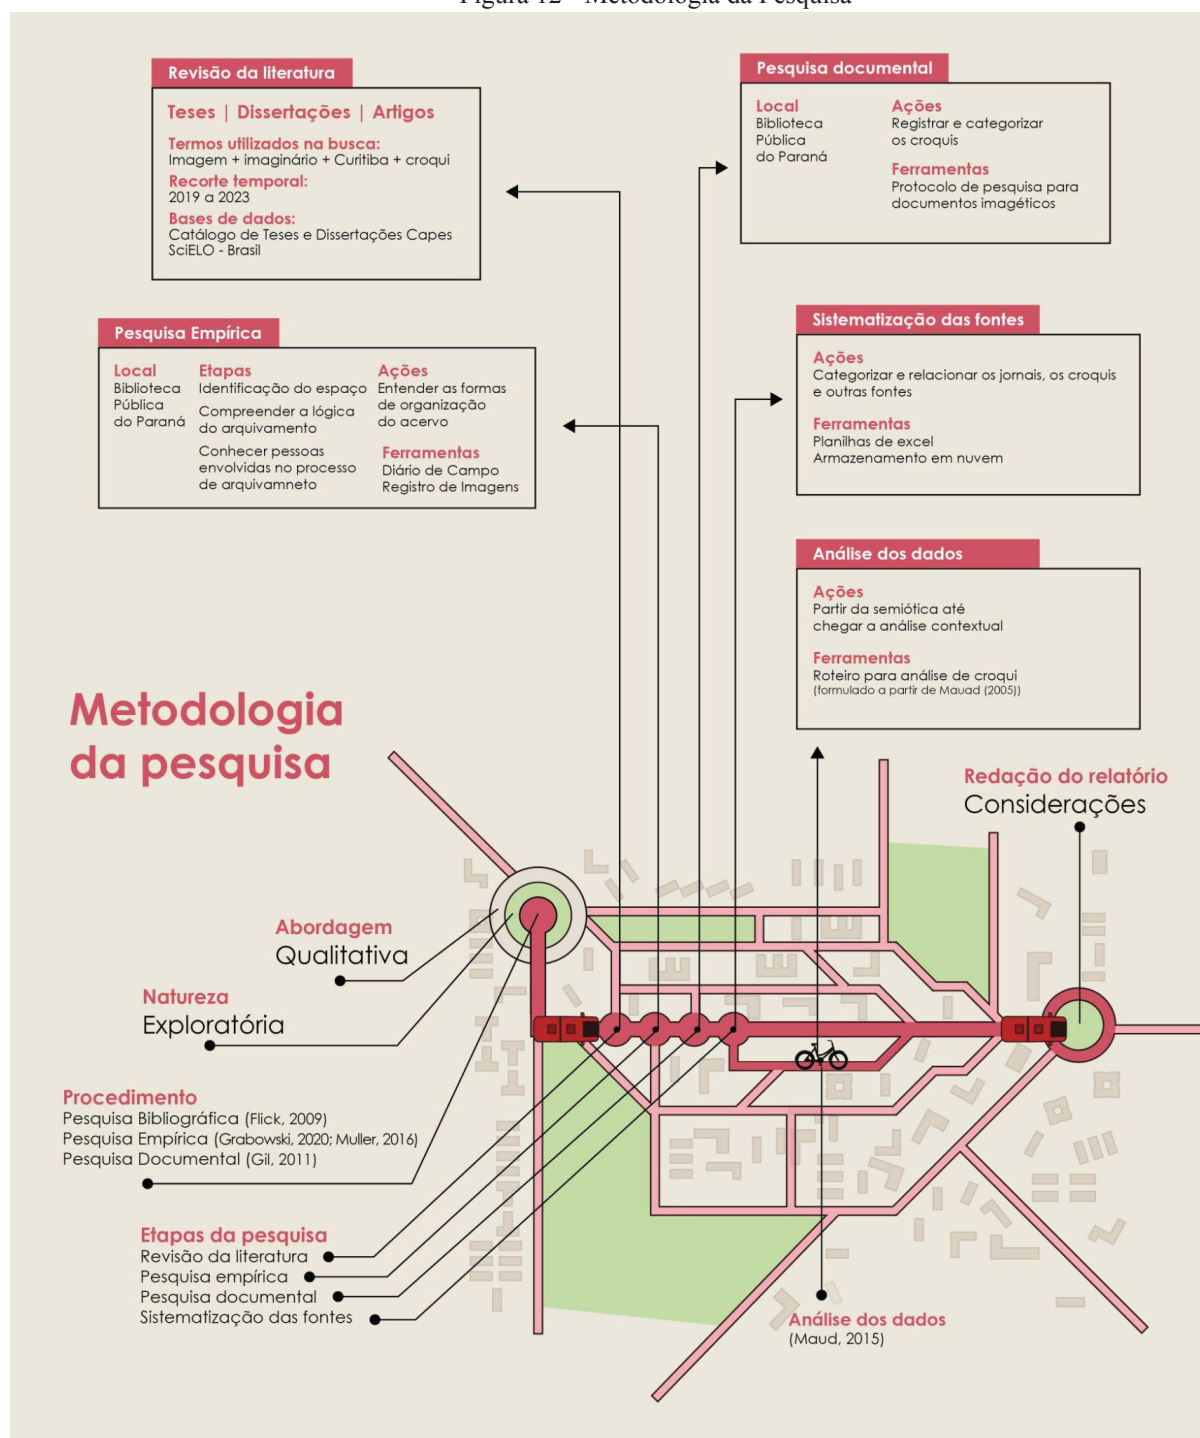 Figura 12 - Metodologia da Pesquisa
Revisão da literatura
Teses | Dissertações | Artigos
Termos utilizados na busca:
Imagem + imaginário + Curitiba + croqui
Recorte temporal:
2019 a 2023
Bases de dados:
Catálogo de Teses e Dissertações Capes
SciELO - Brasil
Pesquisa documental
Local
Biblioteca
Pública
do Paraná
Ações
Registrar e categorizar
os croquis
Ferramentas
Protocolo de pesquisa para
documentos imagéticos
Pesquisa Empírica
Local
Biblioteca
Pública
do Paraná
Etapas
Identificação do espaço
Compreender a lógica
do arquivamento
Conhecer pessoas
envolvidas no processo
de arquivamneto
Ações
Entender as formas
de organização
do acervo
Ferramentas
Diário de Campo
Registro de Imagens
Sistematização das fontes
Ações
Categorizar e relacionar os jornais, os croquis
e outras fontes
Ferramentas
Planilhas de excel
Armazenamento em nuvem
Análise dos dados
Ações
Partir da semiótica até
chegar a análise contextual
Ferramentas
Roteiro para análise de croqui
(formulado a partir de Mauad (2005))
Metodologia
da pesquisa
Redação do relatório
Considerações
Abordagem
Qualitativa
Natureza
Exploratória
Procedimento
Pesquisa Bibliográfica (Flick, 2009)
Pesquisa Empírica (Grabowski, 2020; Muller, 2016)
Pesquisa Documental (Gil, 2011)
Etapas da pesquisa
Revisão da literatura
Pesquisa empírica
Pesquisa documental
Sistematização das fontes
Análise dos dados
(Maud, 2015)